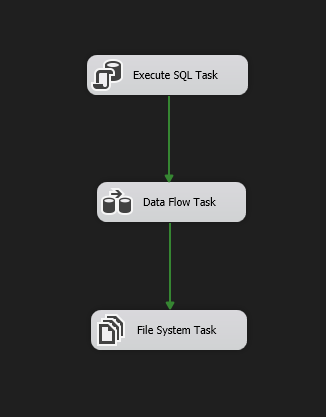 Execute SQL Task
Data Flow Task
File System Task